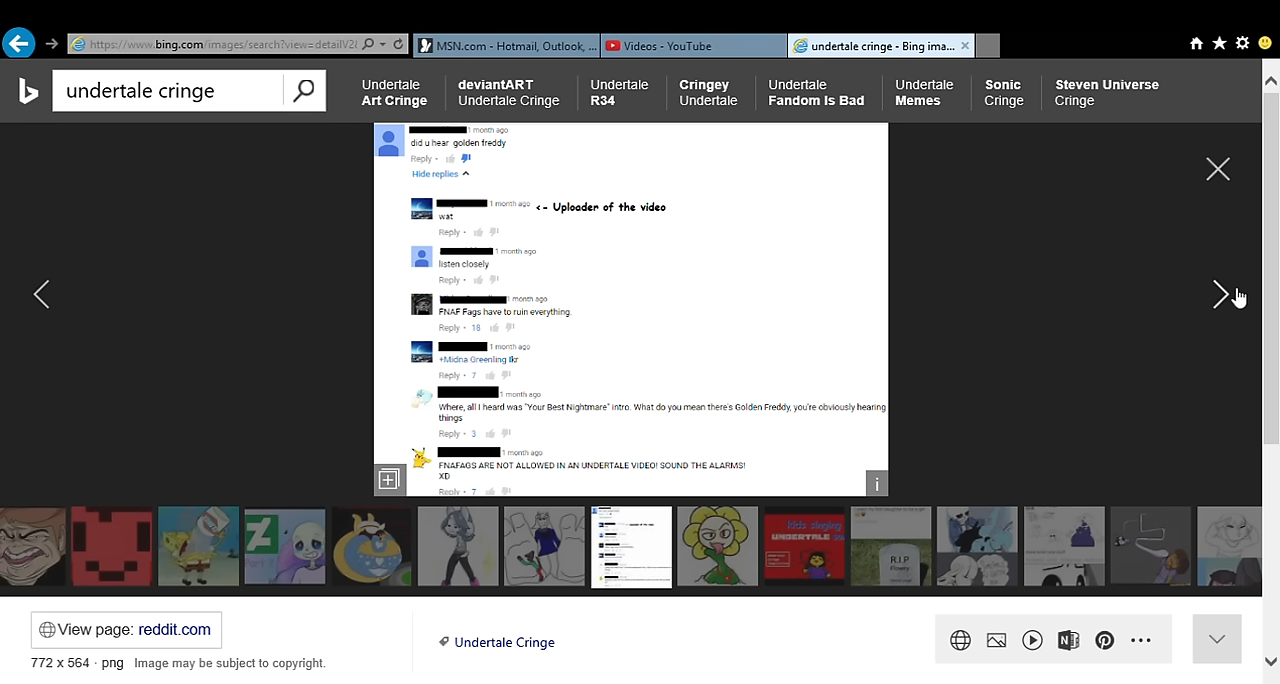 https://www.bing.com/images/search?view=detailV2&
MSN.com - Hotmail, Outlook, ...
Videos - YouTube
undertale cringe - Bing ima...
undertale cringe
Undertale Art Cringe
deviantART Undertale Cringe
Undertale R34
Cringey Undertale
Undertale Fandom Is Bad
Undertale Memes
Sonic Cringe
Steven Universe Cringe
1 month ago
did u hear golden freddy
Reply •
Hide replies
1 month ago <- Uploader of the video
wat
Reply •
1 month ago
listen closely
Reply •
1 month ago
FNAF Fags have to ruin everything.
Reply • 18
1 month ago
+Midna Greenling Ikr
Reply • 7
1 month ago
Where, all I heard was "Your Best Nightmare" intro. What do you mean there's Golden Freddy, you're obviously hearing
things
Reply • 3
1 month ago
FNAFAGS ARE NOT ALLOWED IN AN UNDERTALE VIDEO! SOUND THE ALARMS!
XD
Reply • 7
i
kids singing
UNDERTALE
R.I.P
View page: reddit.com
Undertale Cringe
772 x 564 · png Image may be subject to copyright.